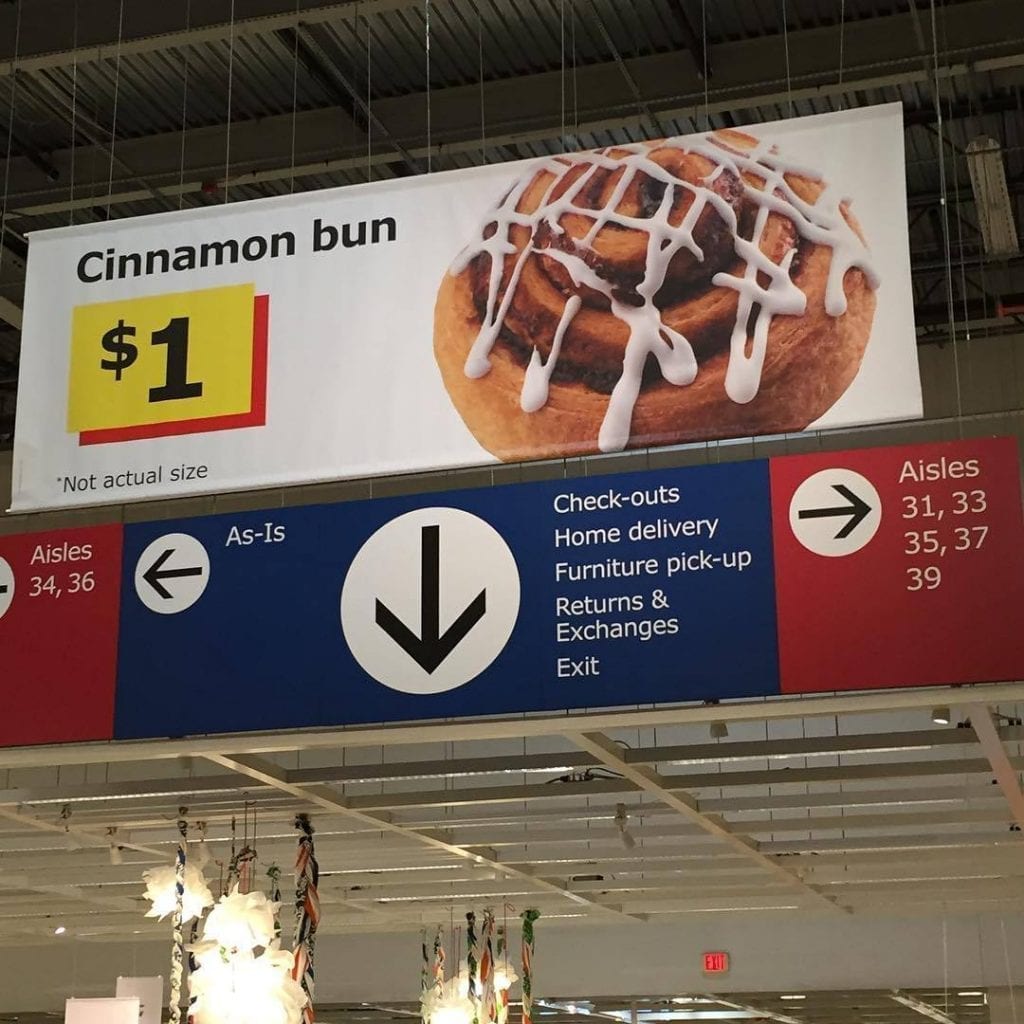 Cinnamon bun
$1
*Not actual size
Aisles
34, 36
As-Is
Check-outs
Home delivery
Furniture pick-up
Returns &
Exchanges
Exit
Aisles
31, 33
35, 37
39
EXIT